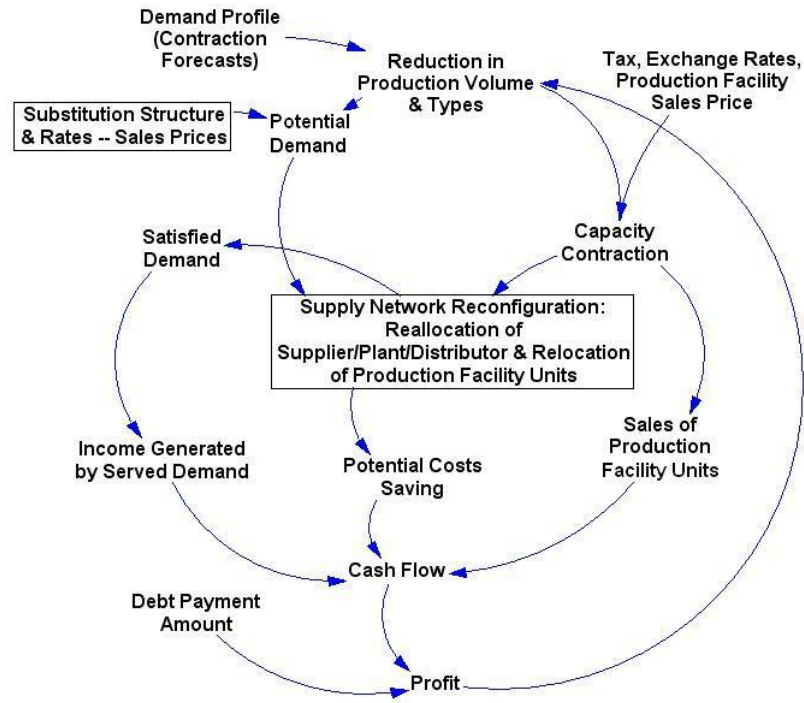 Demand Profile
(Contraction
Forecasts)
Reduction in
Production Volume
& Types
Tax, Exchange Rates,
Production Facility
Sales Price
Substitution Structure
& Rates -- Sales Prices
Potential
Demand
Satisfied
Demand
Capacity
Contraction
Supply Network Reconfiguration:
Reallocation of
Supplier/Plant/Distributor & Relocation
of Production Facility Units
Income Generated
by Served Demand
Potential Costs
Saving
Sales of
Production
Facility Units
Cash Flow
Debt Payment
Amount
Profit